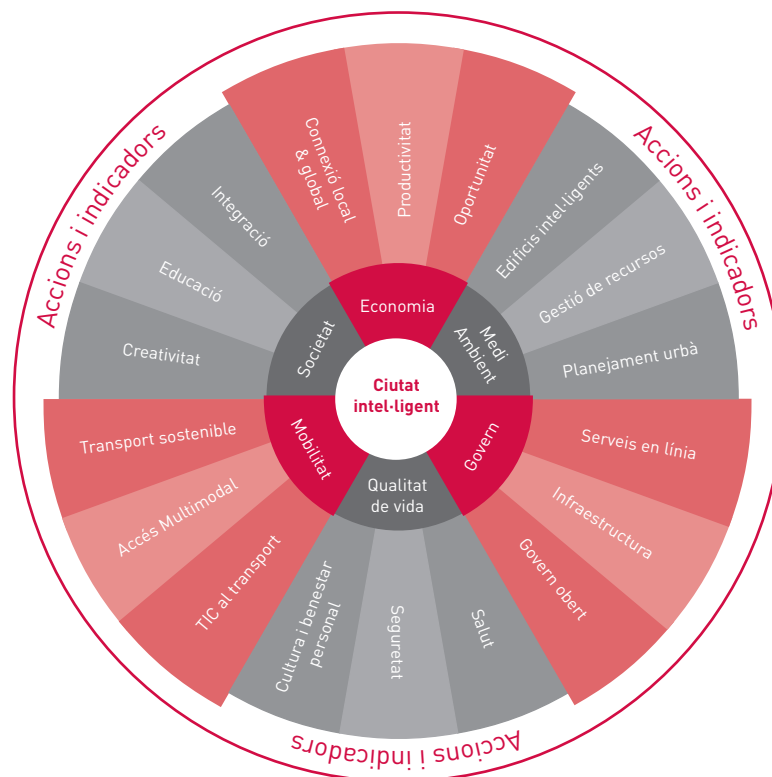 Accions i indicadors
Accions i indicadors
Accions i indicadors
Connexió local
& global
Productivitat
Oportunitat
Edificis intel·ligents
Gestió de recursos
Planejament urbà
Serveis en línia
Infraestructura
Govern obert
Salut
Seguretat
Cultura i benestar
personal
TIC al transport
Accés Multimodal
Transport sostenible
Creativitat
Educació
Integració
Economia
Medi
Ambient
Govern
Qualitat
de vida
Mobilitat
Societat
Ciutat
intel·ligent